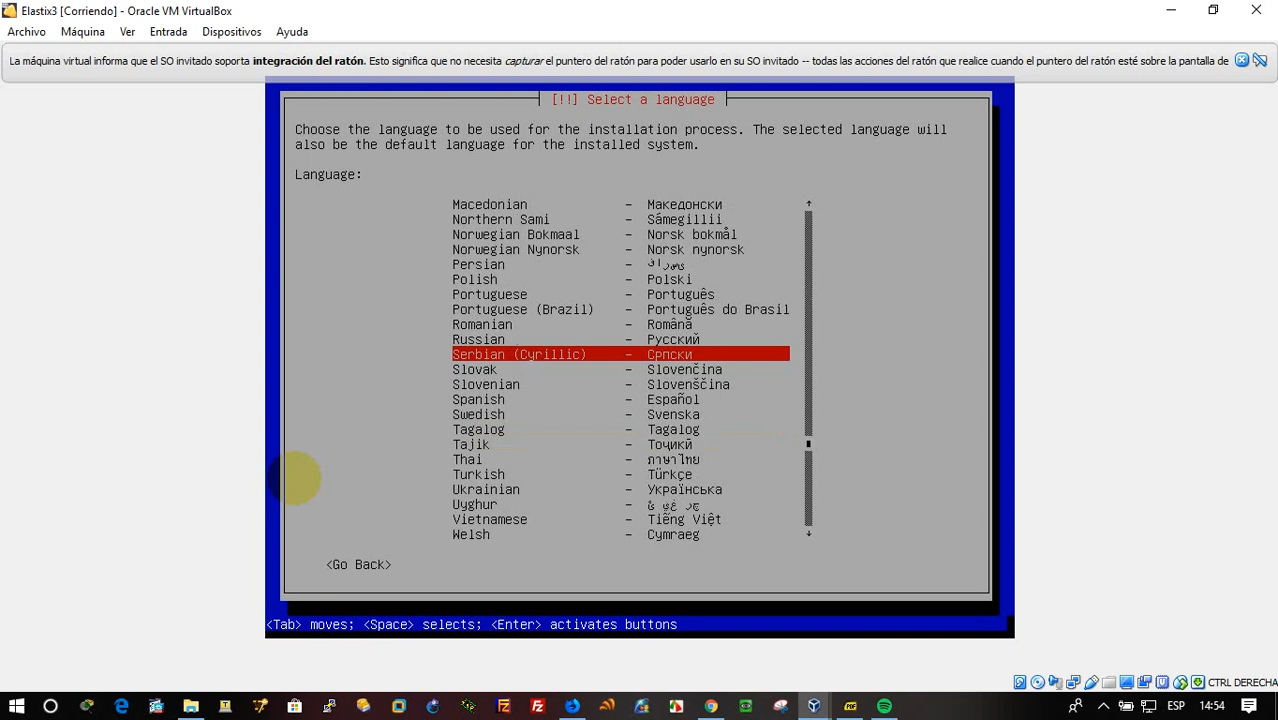 Elastix3 [Corriendo] - Oracle VM VirtualBox
Archivo Máquina Ver Entrada Dispositivos Ayuda
La máquina virtual informa que el SO invitado soporta integración del ratón. Esto significa que no necesita capturar el puntero del ratón para poder usarlo en su SO invitado -- todas las acciones del ratón que realice cuando el puntero del ratón esté sobre la pantalla de
[!!] Select a language
Choose the language to be used for the installation process. The selected language will
also be the default language for the installed system.
Language:
Macedonian - Македонски
Northern Sami - Sámegillii
Norwegian Bokmaal - Norsk bokmål
Norwegian Nynorsk - Norsk nynorsk
Persian -
Polish - Polski
Portuguese - Português
Portuguese (Brazil) - Português do Brasil
Romanian - Română
Russian - Русский
Serbian (Cyrillic) - Српски
Slovak - Slovenčina
Slovenian - Slovenščina
Spanish - Español
Swedish - Svenska
Tagalog - Tagalog
Tajik - Тоҷикӣ
Thai - ภาษาไทย
Turkish - Türkçe
Ukrainian - Українська
Uyghur -
Vietnamese - Tiếng Việt
Welsh - Cymraeg
<Go Back>
<Tab> moves; <Space> selects; <Enter> activates buttons
CTRL DERECHA
ESP 14:54